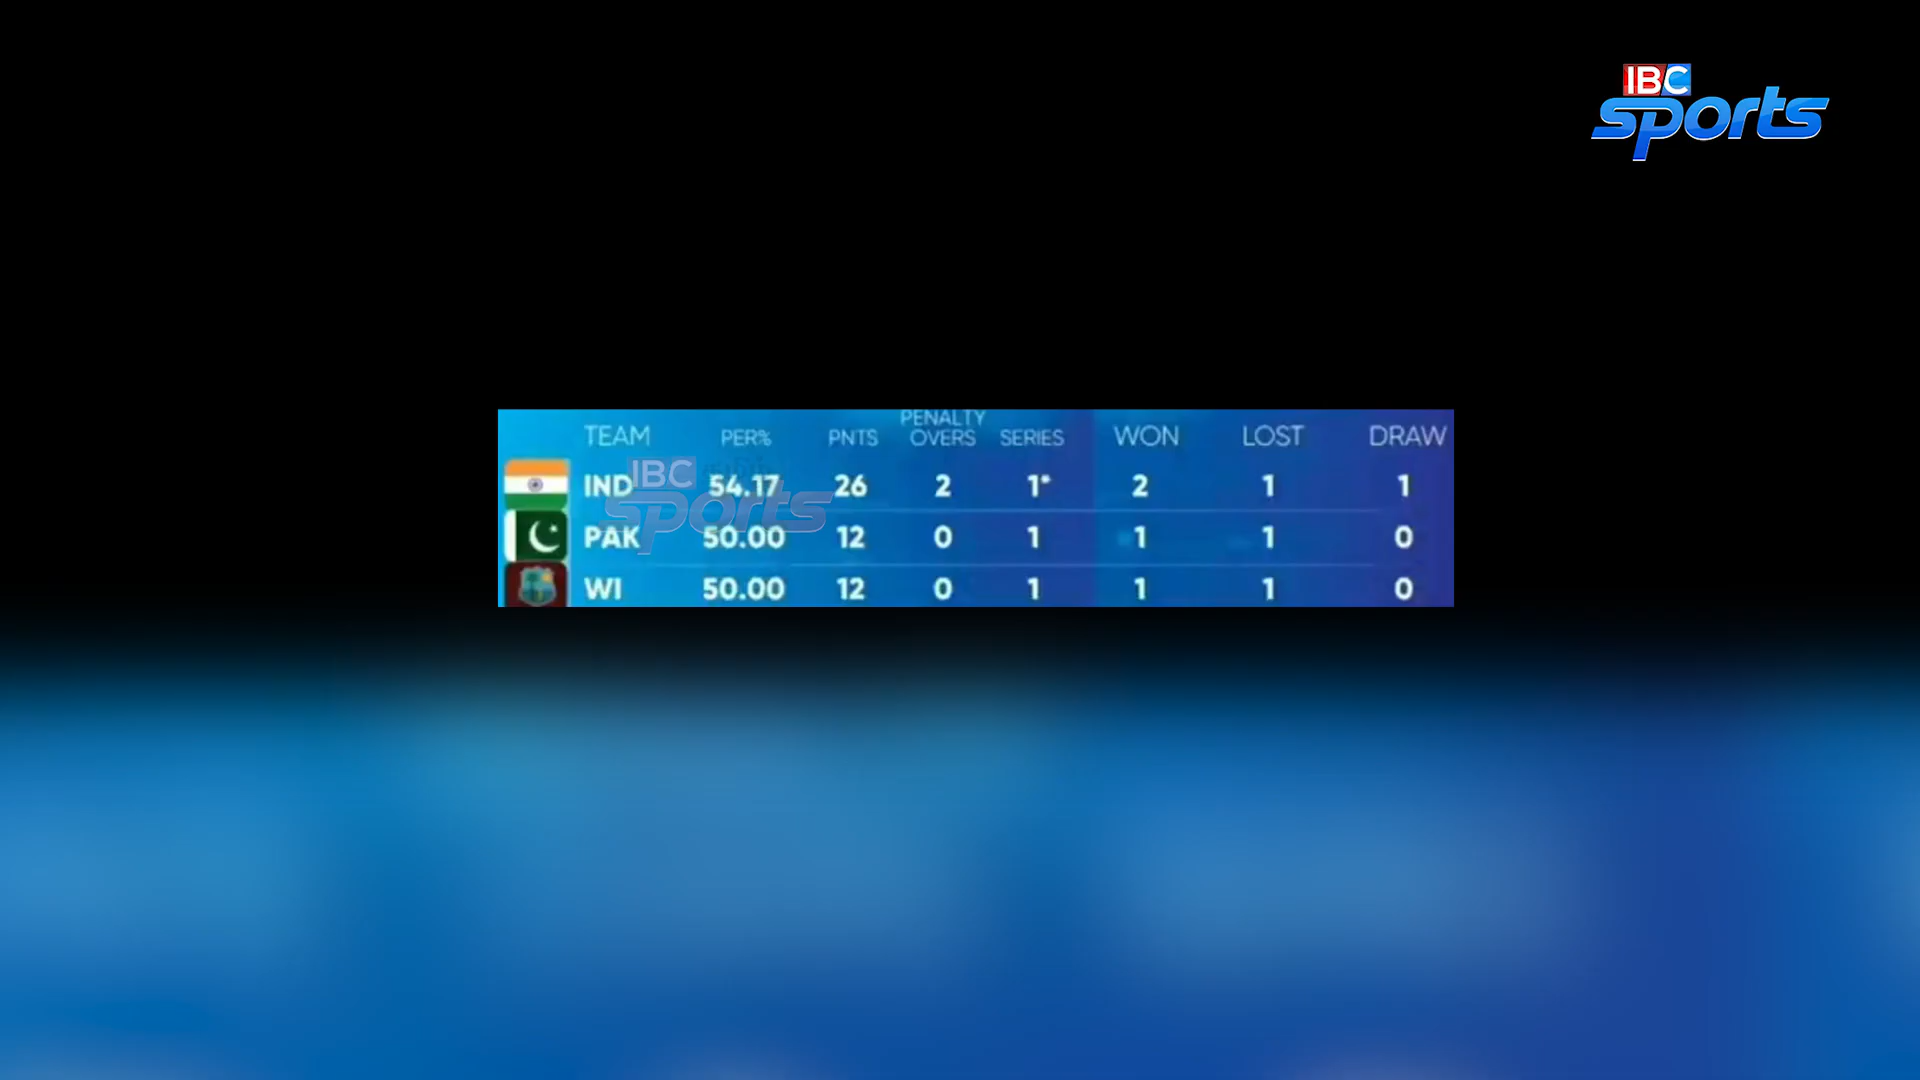 IBC
sports
TEAM PER% PNTS PENALTY OVERS SERIES WON LOST DRAW
IND 54.17 26 2 1* 2 1 1
PAK 50.00 12 0 1 1 1 0
WI 50.00 12 0 1 1 1 0
IBC
sports